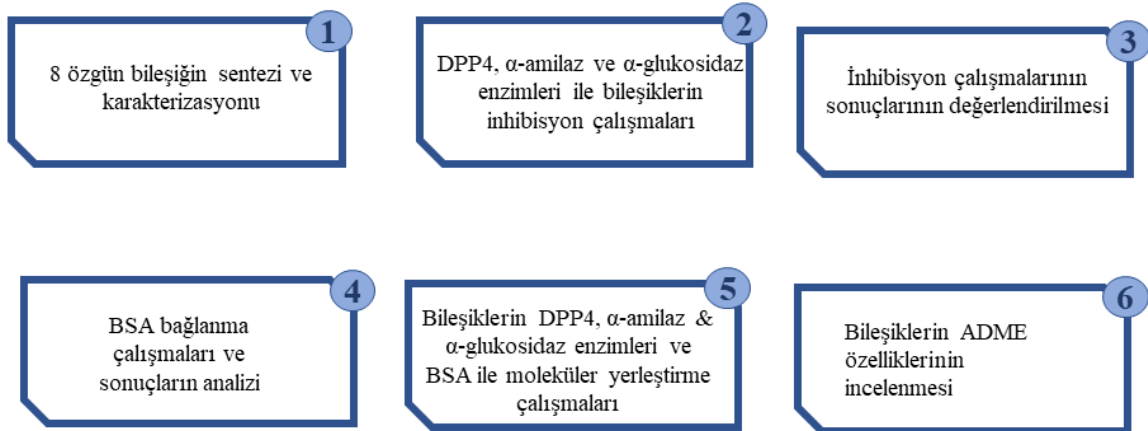 1
8 özgün bileşiğin sentezi ve
karakterizasyonu
2
DPP4, α-amilaz ve α-glukosidaz
enzimleri ile bileşiklerin
inhibisyon çalışmaları
3
İnhibisyon çalışmalarının
sonuçlarının değerlendirilmesi
4
BSA bağlanma
çalışmaları ve
sonuçların analizi
5
Bileşiklerin DPP4, α-amilaz &
α-glukosidaz enzimleri ve
BSA ile moleküler yerleştirme
çalışmaları
6
Bileşiklerin ADME
özelliklerinin
incelenmesi